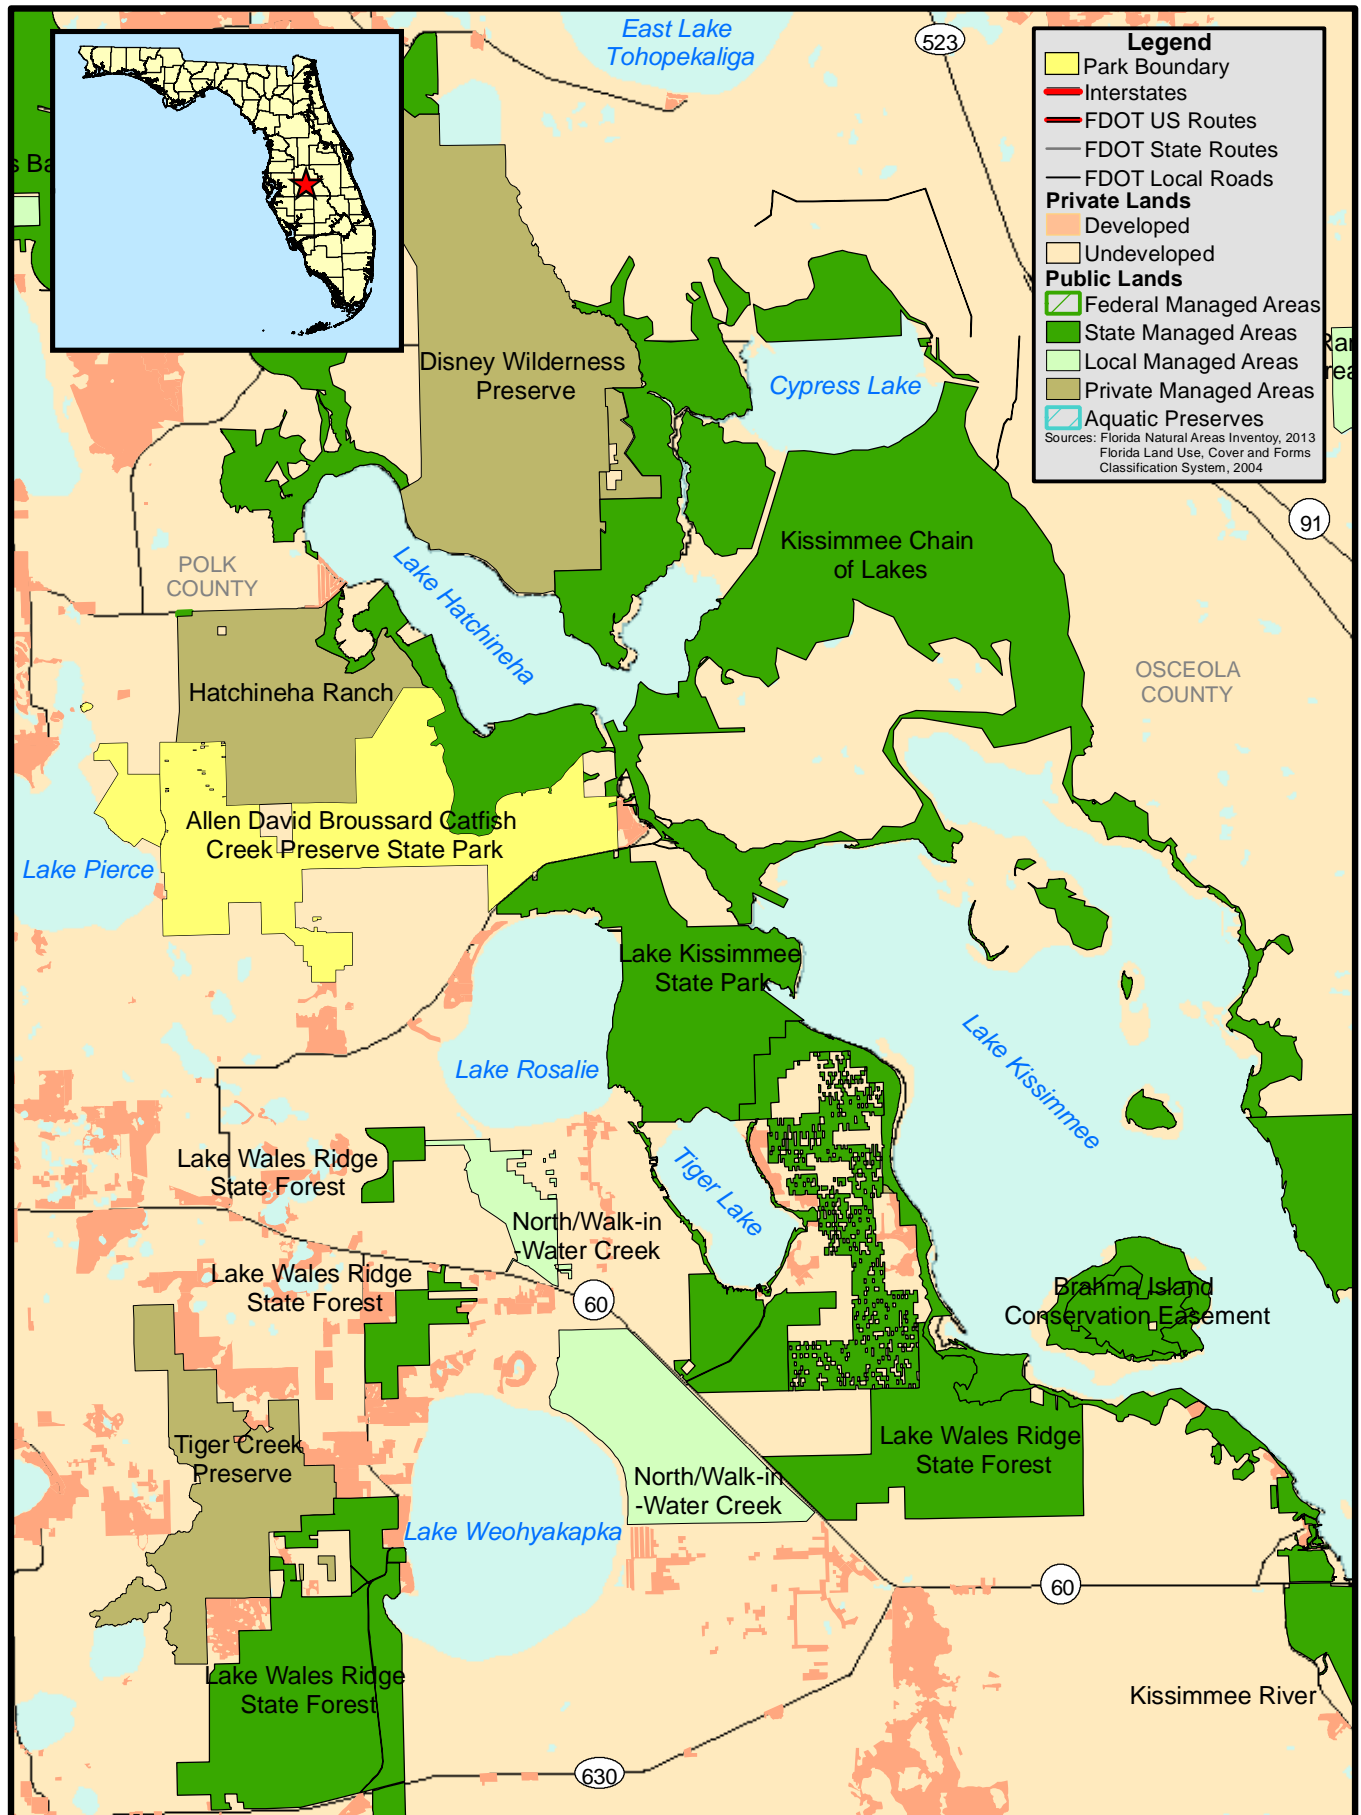 East Lake
Tohopekaliga
523
Legend
Park Boundary
Interstates
FDOT US Routes
FDOT State Routes
FDOT Local Roads
Private Lands
Developed
Undeveloped
Public Lands
Federal Managed Areas
State Managed Areas
Local Managed Areas
Private Managed Areas
Aquatic Preserves
Sources: Florida Natural Areas Inventoy, 2013
Florida Land Use, Cover and Forms
Classification System, 2004
s Ba
Disney Wilderness
Preserve
Cypress Lake
91
Kissimmee Chain
of Lakes
POLK
COUNTY
Lake Hatchineha
OSCEOLA
COUNTY
Hatchineha Ranch
Allen David Broussard Catfish
Creek Preserve State Park
Lake Pierce
Lake Kissimmee
State Park
Lake Kissimmee
Lake Rosalie
Lake Wales Ridge
State Forest
Tiger Lake
North/Walk-in
-Water Creek
Lake Wales Ridge
State Forest
60
Brahma Island
Conservation Easement
Tiger Creek
Preserve
Lake Wales Ridge
State Forest
North/Walk-in
-Water Creek
Lake Weohyakapka
60
Lake Wales Ridge
State Forest
Kissimmee River
630